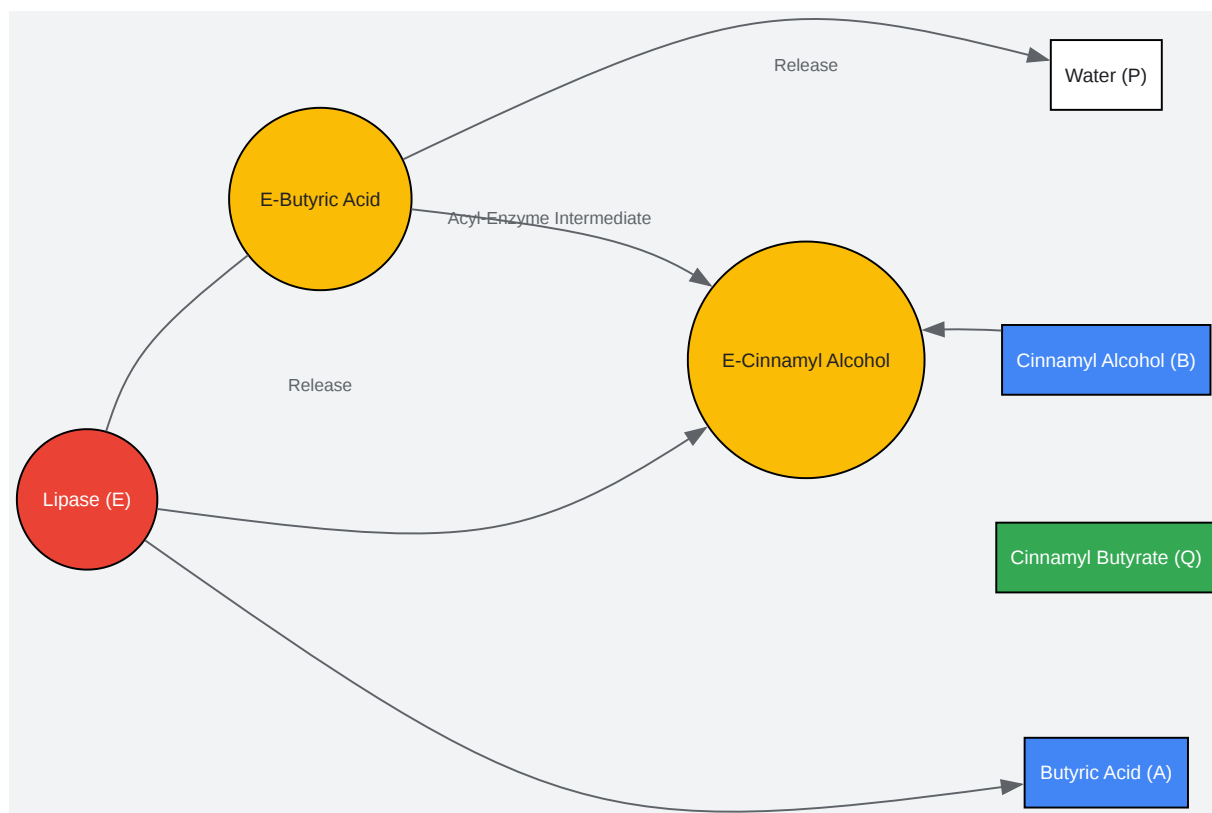 Release
Water (P)
E-Butyric Acid
Acyl-Enzyme Intermediate
E-Cinnamyl Alcohol
Cinnamyl Alcohol (B)
Release
Lipase (E)
Cinnamyl Butyrate (Q)
Butyric Acid (A)